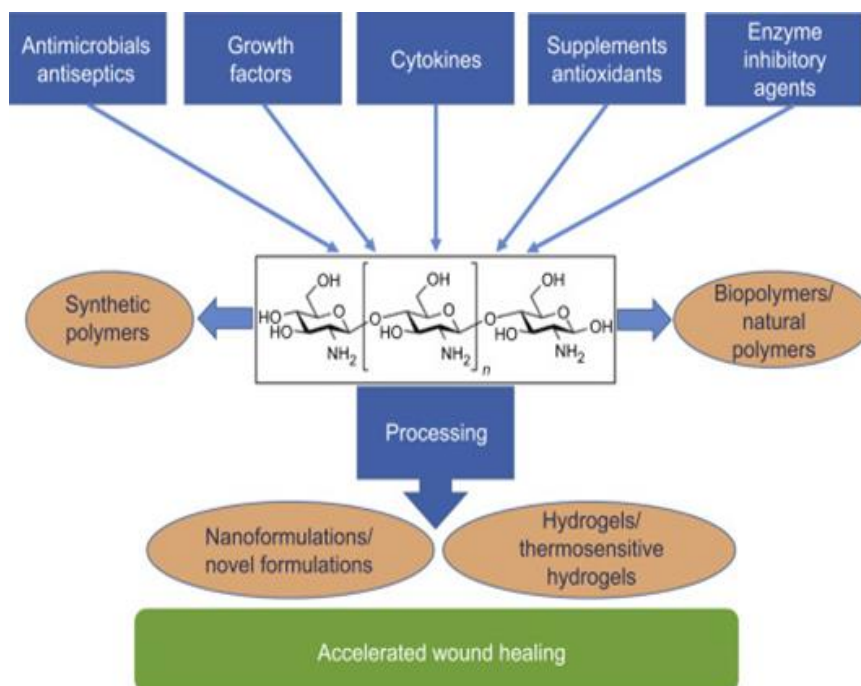 Antimicrobials
antiseptics
Growth
factors
Cytokines
Supplements
antioxidants
Enzyme
inhibitory
agents
Synthetic
polymers
OH
HO
HO
NH2
O
O
OH
O
HO
NH2
n
O
OH
O
HO
NH2
OH
Biopolymers/
natural
polymers
Processing
Nanoformulations/
novel formulations
Hydrogels/
thermosensitive
hydrogels
Accelerated wound healing